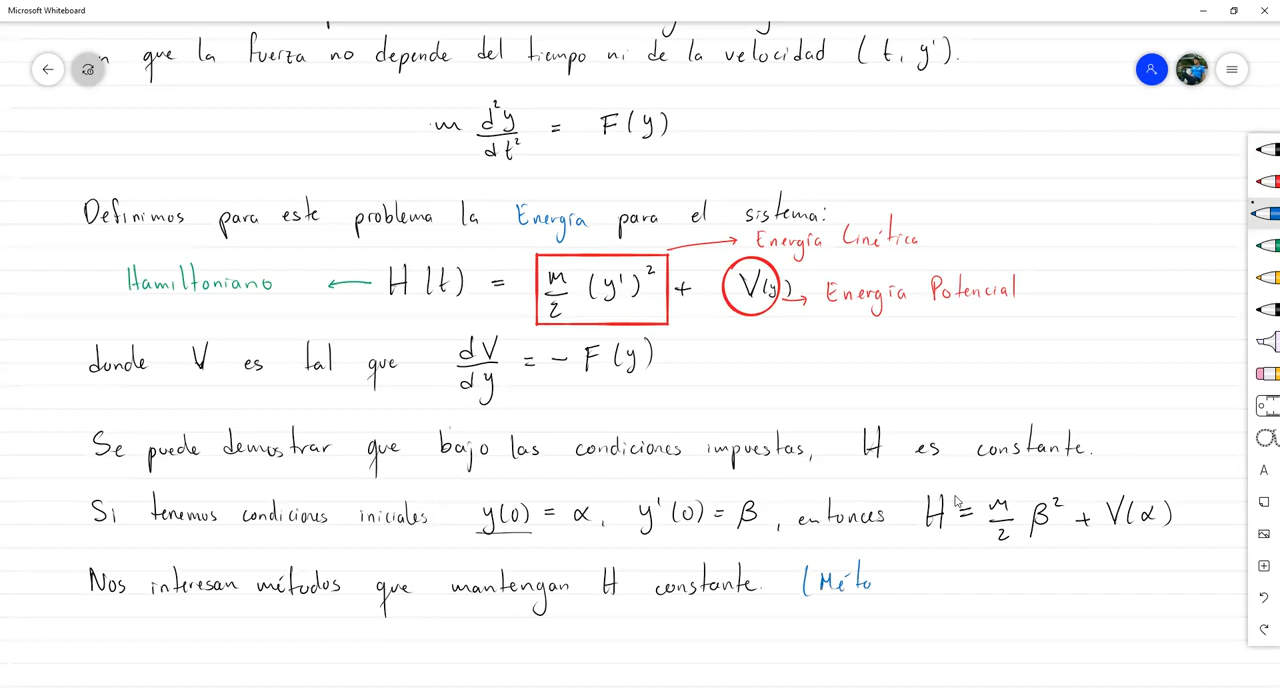 Microsoft Whiteboard
que la fuerza no depende del tiempo ni de la velocidad (t, y').
m d²y/dt² = F(y)
Definimos para este problema la Energía para el sistema:
Energía Cinética
Hamiltoniano ← H(t) = m/2 (y')² + V(y) → Energía Potencial
donde V es tal que dV/dy = - F(y)
Se puede demostrar que bajo las condiciones impuestas, H es constante.
Si tenemos condiciones iniciales y(0) = α, y'(0) = β, entonces H = m/2 β² + V(α)
Nos interesan métodos que mantengan H constante. (Méto
A